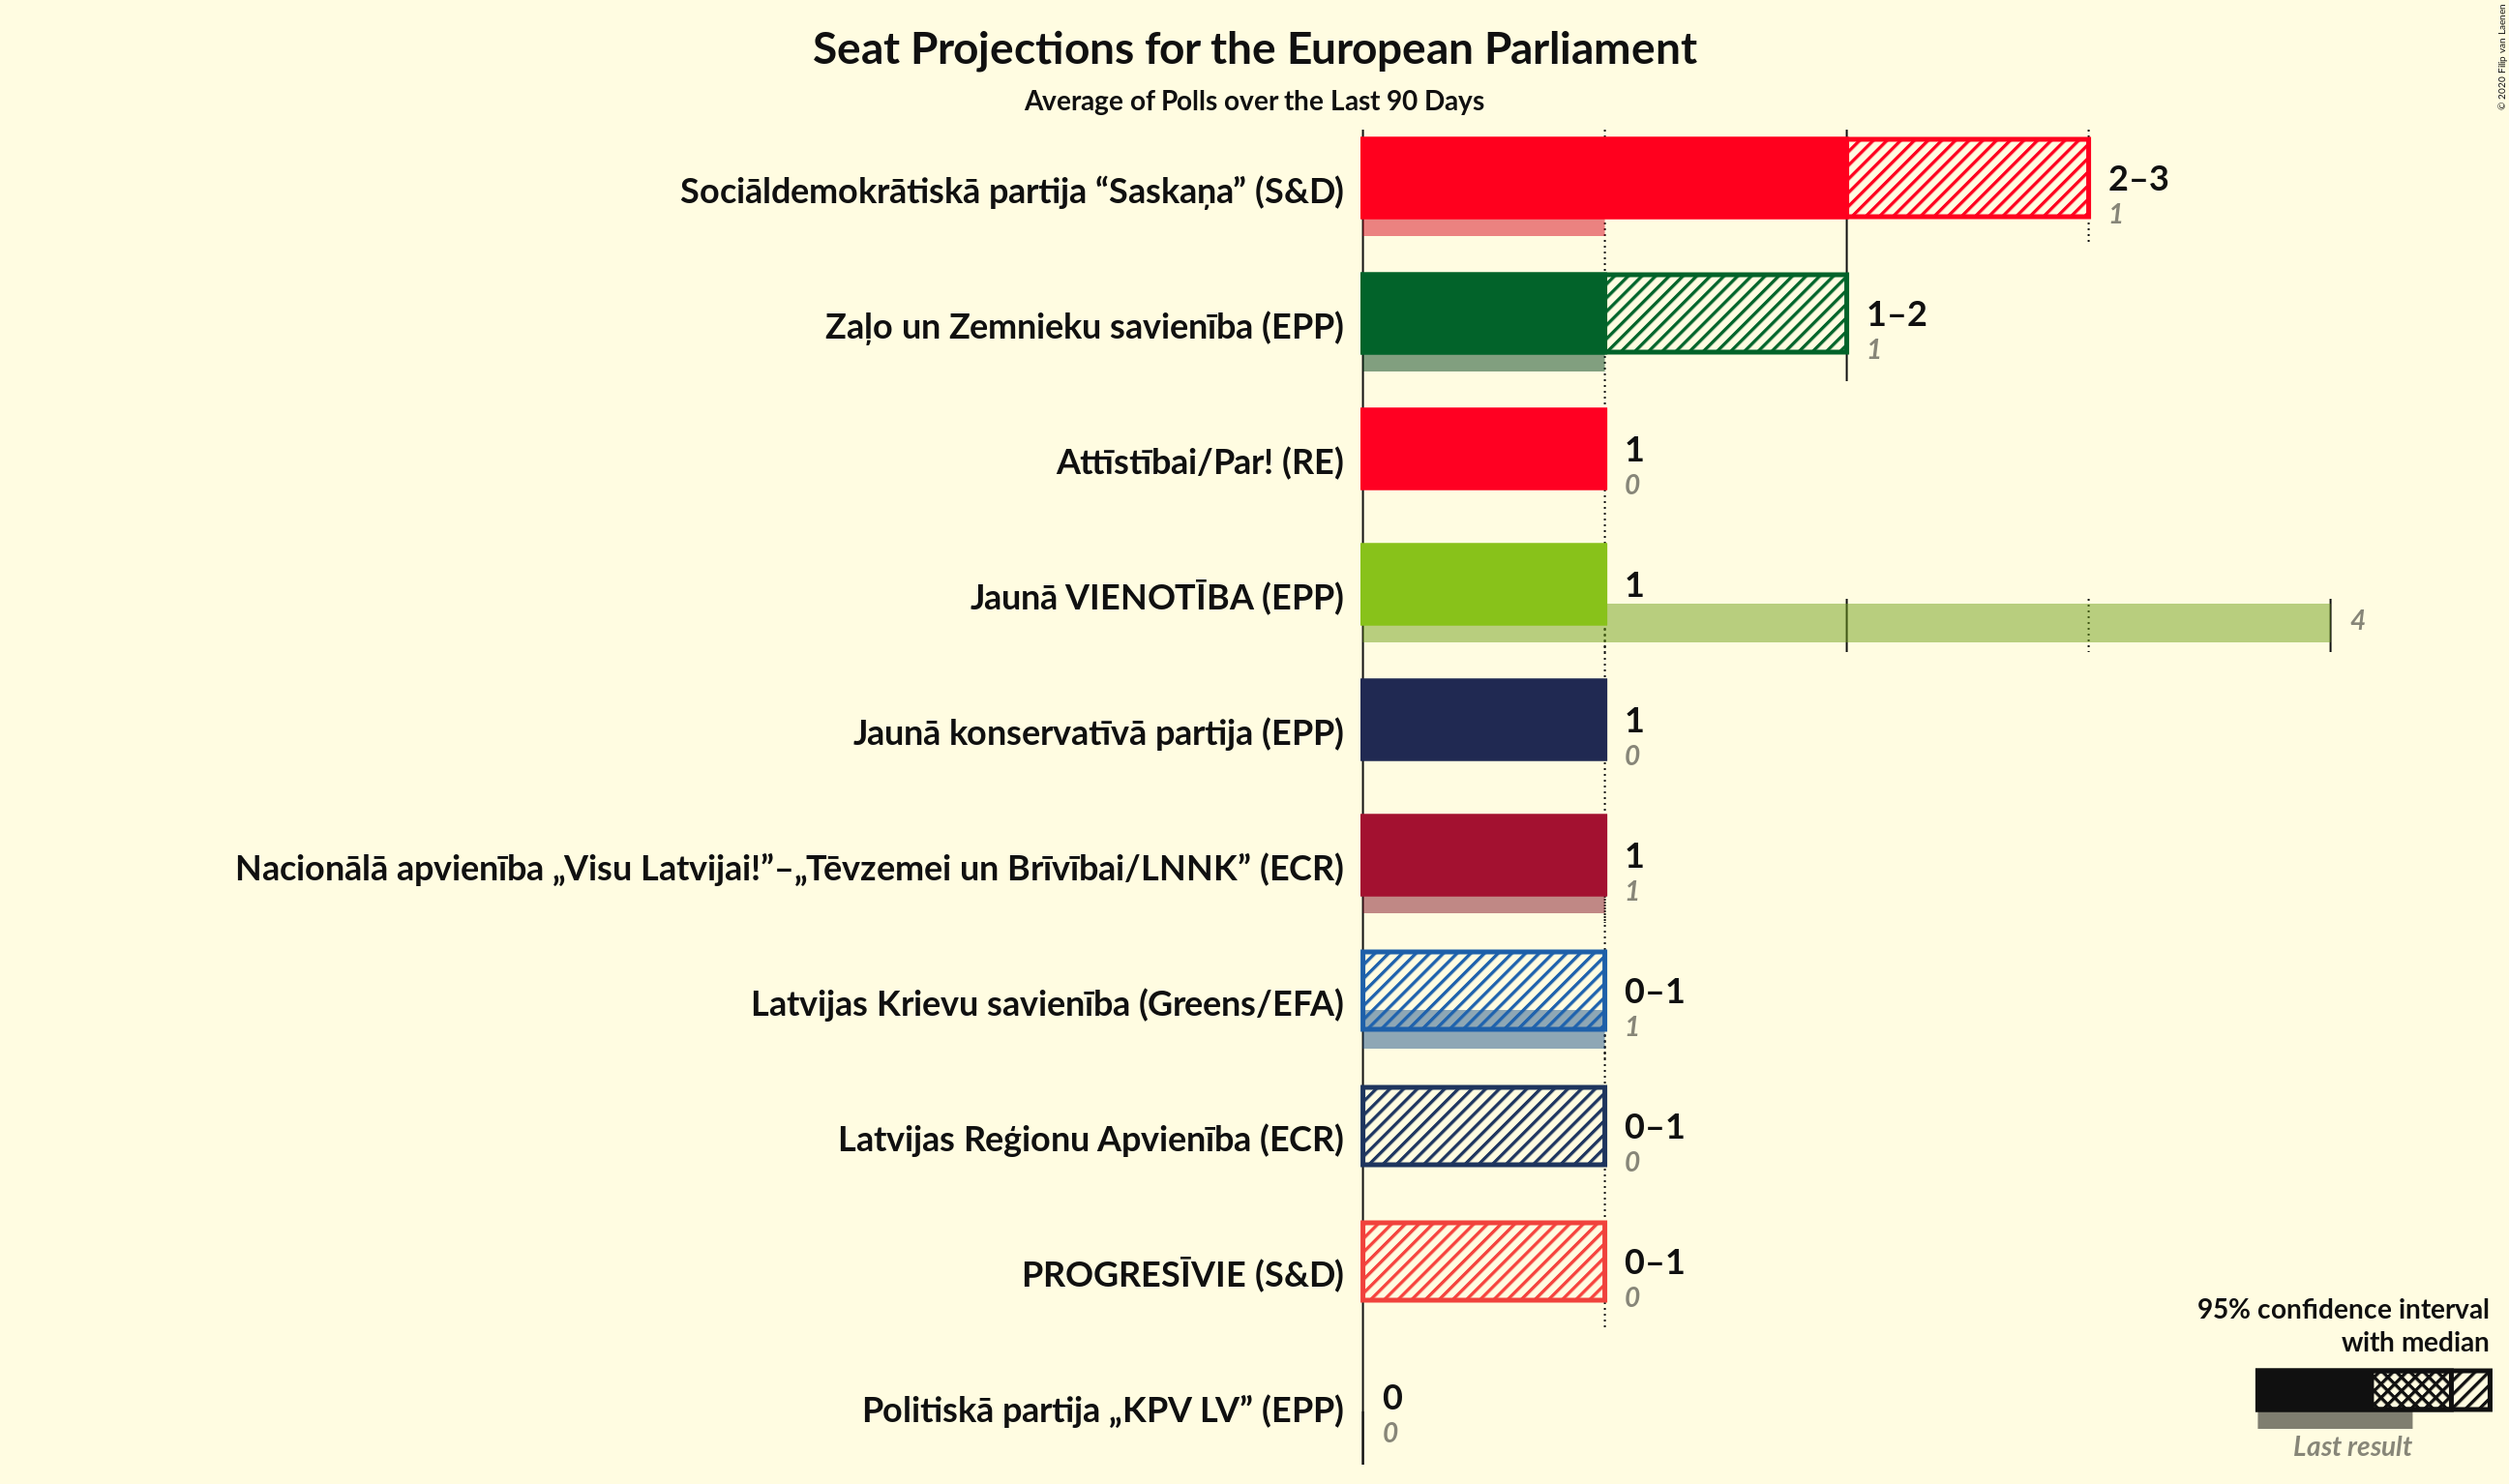 Seat Projections for the European Parliament
Average of Polls over the Last 90 Days
© 2020 Filip van Laenen
Sociāldemokrātiskā partija “Saskaņa” (S&D)
2–3
1
Zaļo un Zemnieku savienība (EPP)
1–2
1
Attīstībai/Par! (RE)
1
0
Jaunā VIENOTĪBA (EPP)
1
4
Jaunā konservatīvā partija (EPP)
1
0
Nacionālā apvienība „Visu Latvijai!”–„Tēvzemei un Brīvībai/LNNK” (ECR)
1
1
Latvijas Krievu savienība (Greens/EFA)
0–1
1
Latvijas Reģionu Apvienība (ECR)
0–1
0
PROGRESĪVIE (S&D)
0–1
0
Politiskā partija „KPV LV” (EPP)
0
0
95% confidence interval
with median
Last result